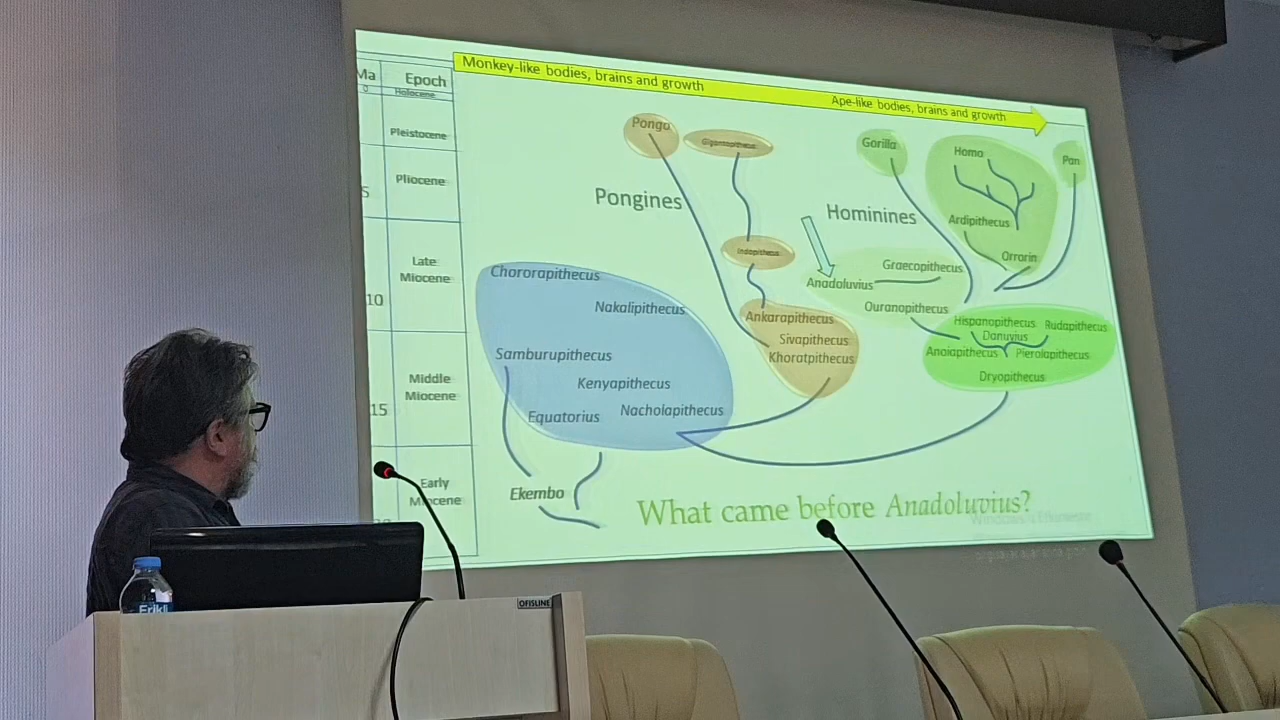 Monkey-like bodies, brains and growth
Ape-like bodies, brains and growth
Ma
Epoch
0
Holocene
Pleistocene
Pliocene
5
Late
Miocene
10
Middle
Miocene
15
Early
Miocene
Pongo
Gigantopithecus
Gorilla
Homo
Pan
Pongines
Hominines
Ardipithecus
Indopithecus
Graecopithecus
Orrorin
Chororapithecus
Anadoluvius
Nakalipithecus
Ankarapithecus
Ouranopithecus
Sivapithecus
Hispanopithecus
Rudapithecus
Danuvius
Samburupithecus
Khoratpithecus
Anoiapithecus
Pierolapithecus
Kenyapithecus
Dryopithecus
Equatorius
Nacholapithecus
Ekembo
What came before Anadoluvius?
OFISLINE
Erikli